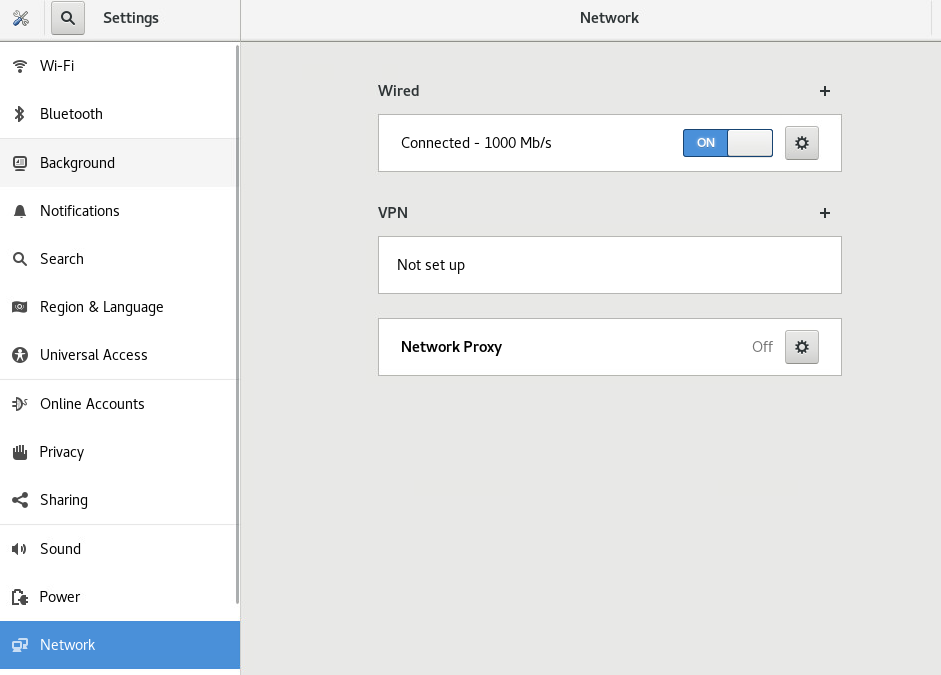 Settings
Network
Wi-Fi
Bluetooth
Background
Notifications
Search
Region & Language
Universal Access
Online Accounts
Privacy
Sharing
Sound
Power
Network
Wired
Connected - 1000 Mb/s
ON
VPN
Not set up
Network Proxy
Off